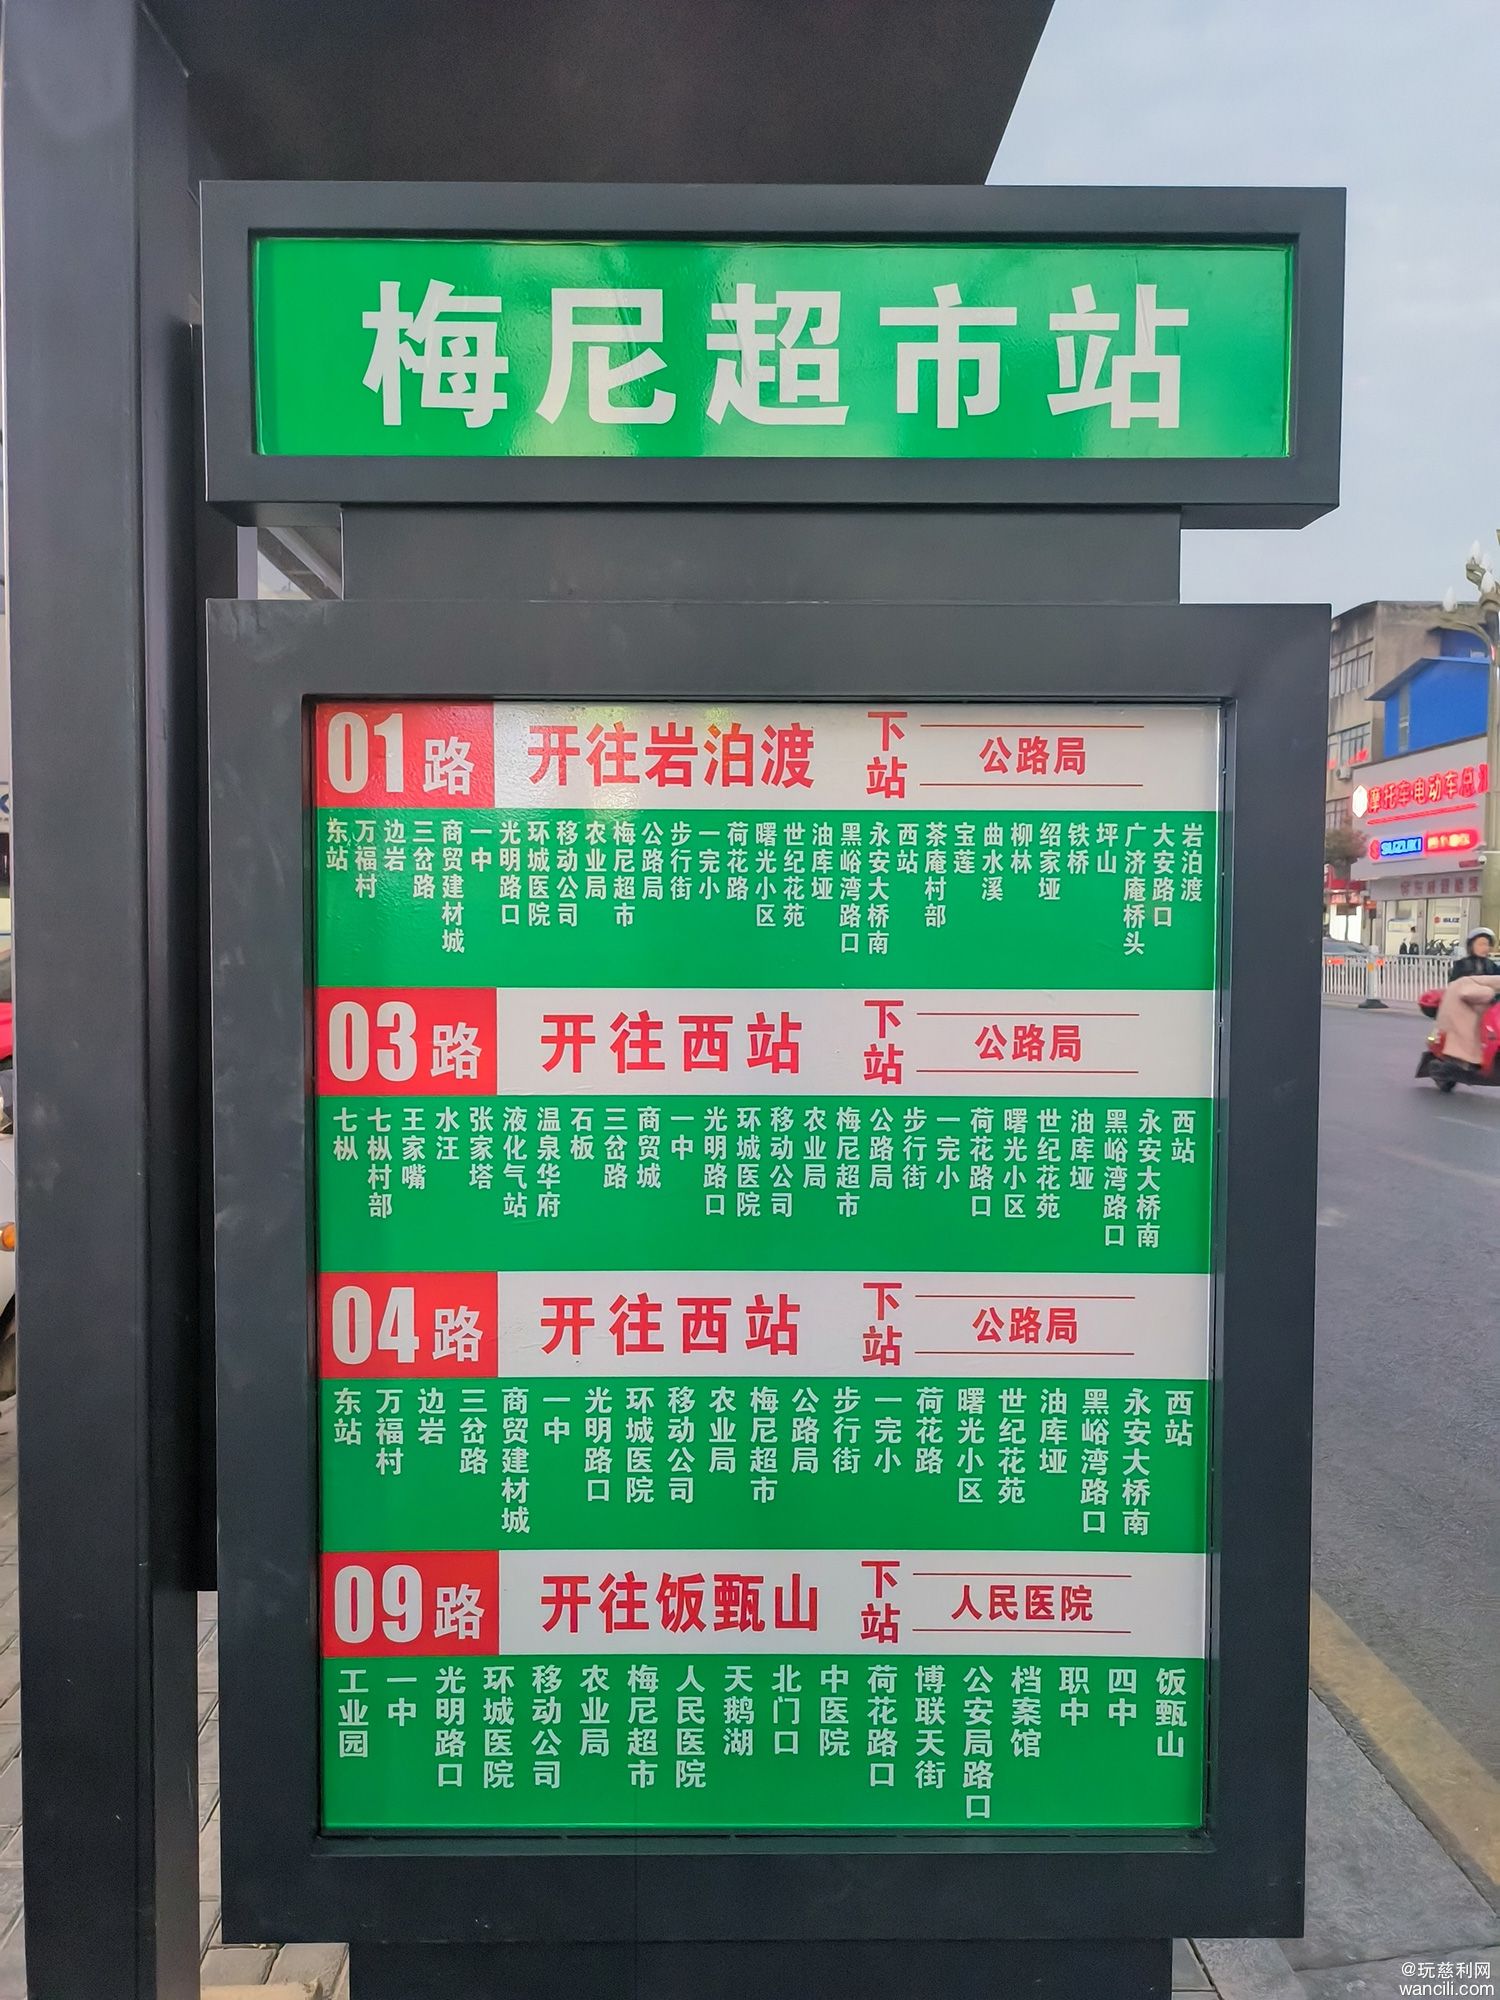 梅尼超市站
01路 开往岩泊渡 下站 公路局
东站 万福村 边岩 三岔路 商贸建材城 一中 光明路口 环城医院 移动公司 农业局 梅尼超市 公路局 步行街 一完小 荷花路 曙光小区 世纪花苑 油库垭 黑峪湾路口 永安大桥南 西站 茶庵村部 宝莲 曲水溪 柳林 绍家垭 铁桥 坪山 广济庵桥头 大安路口 岩泊渡
03路 开往西站 下站 公路局
七枞 七枞村部 王家嘴 水汪 张家塔 液化气站 温泉华府 石板 三岔路 商贸城 一中 光明路口 环城医院 移动公司 农业局 梅尼超市 公路局 步行街 一完小 荷花路口 曙光小区 世纪花苑 油库垭 黑峪湾路口 永安大桥南 西站
04路 开往西站 下站 公路局
东站 万福村 边岩 三岔路 商贸建材城 一中 光明路口 环城医院 移动公司 农业局 梅尼超市 公路局 步行街 一完小 荷花路 曙光小区 世纪花苑 油库垭 黑峪湾路口 永安大桥南 西站
09路 开往饭甄山 下站 人民医院
工业园 一中 光明路口 环城医院 移动公司 农业局 梅尼超市 人民医院 天鹅湖 北门口 中医院 荷花路口 博联天街 公安局路口 档案馆 职中 四中 饭甄山
摩托车电动车总
SUZUKI
@玩慈利网
wancili.com